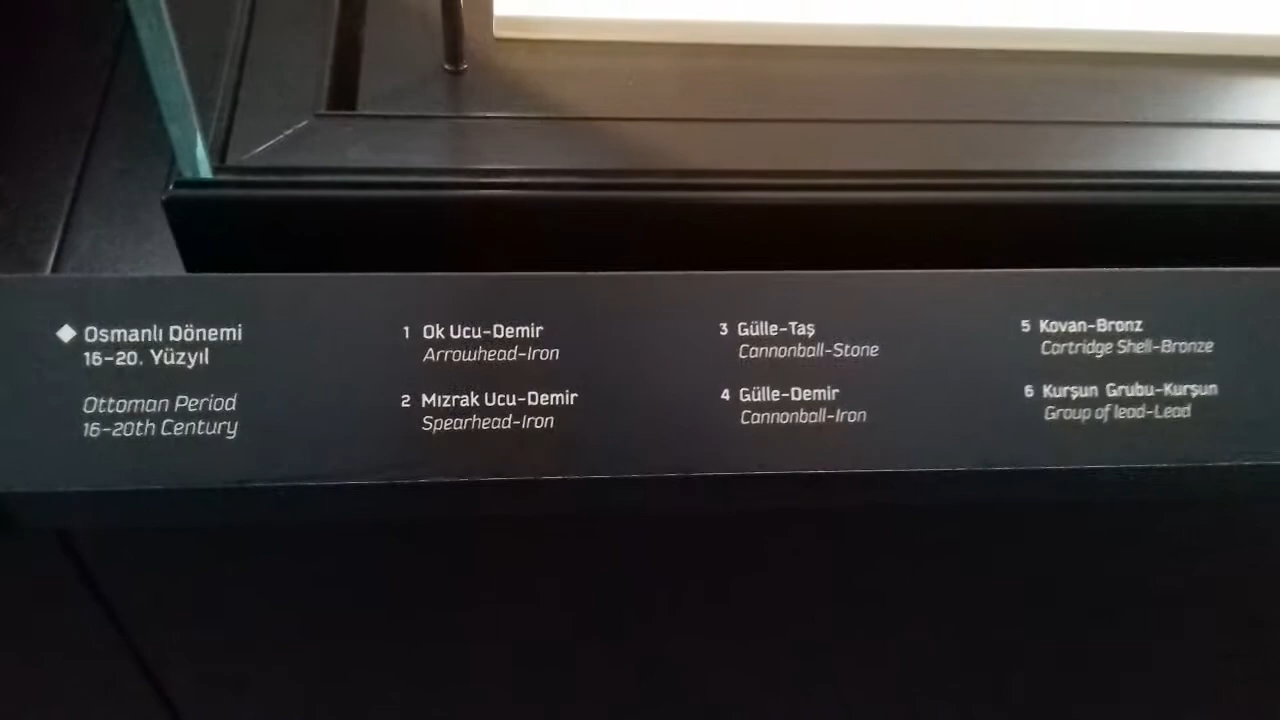 Osmanlı Dönemi
16-20. Yüzyıl
Ottoman Period
16-20th Century
1 Ok Ucu-Demir
Arrowhead-Iron
2 Mızrak Ucu-Demir
Spearhead-Iron
3 Gülle-Taş
Cannonball-Stone
4 Gülle-Demir
Cannonball-Iron
5 Kovan-Bronz
Cartridge Shell-Bronze
6 Kurşun Grubu-Kurşun
Group of lead-Lead